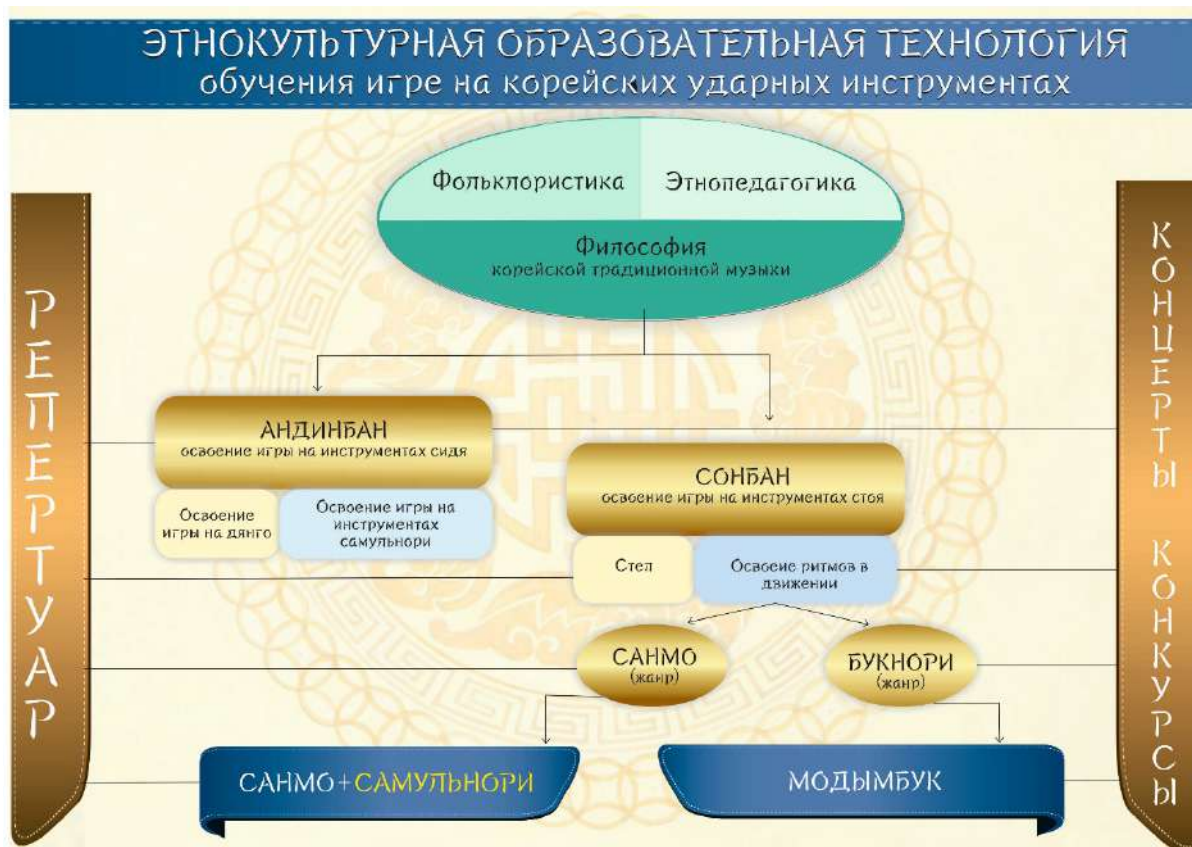 ЭТНОКУЛЬТУРНАЯ ОБРАЗОВАТЕЛЬНАЯ ТЕХНОЛОГИЯ
обучения игре на корейских ударных инструментах
Фольклористика
Этнопедагогика
Философия
корейской традиционной музыки
РЕПЕРТУАР
КОНЦЕРТЫ КОНКУРСЫ
АНДИНБАН
освоение игры на инструментах сидя
Освоение
игры на дянго
Освоение игры на
инструментах
самульнори
СОНБАН
освоение игры на инструментах стоя
Степ
Освоеие ритмов в
движении
САНМО
(жанр)
БУКНОРИ
(жанр)
САНМО+САМУЛЬНОРИ
МОДЫМБУК